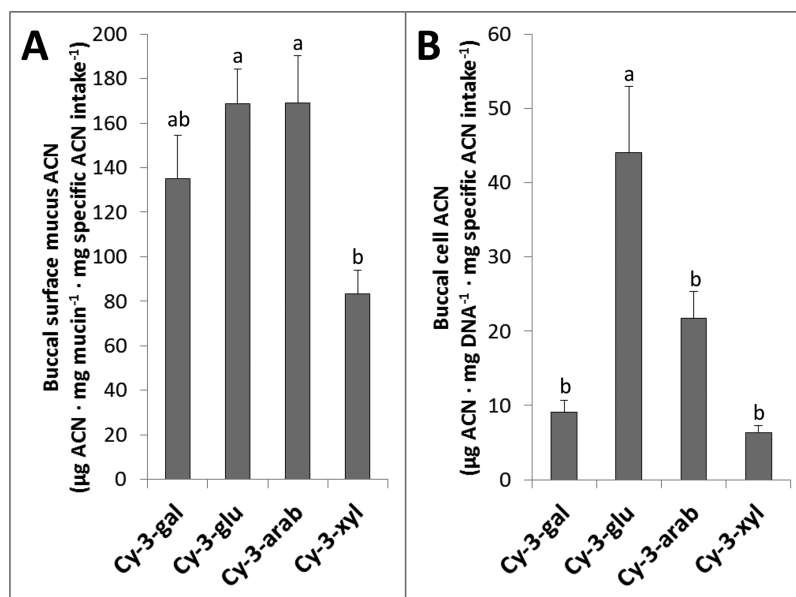 A
Buccal surface mucus ACN
(µg ACN · mg mucin⁻¹ · mg specific ACN intake⁻¹)
200
180
160
140
120
100
80
60
40
20
0
ab
a
a
b
Cy-3-gal
Cy-3-glu
Cy-3-arab
Cy-3-xyl
B
Buccal cell ACN
(µg ACN · mg DNA⁻¹ · mg specific ACN intake⁻¹)
60
50
40
30
20
10
0
b
a
b
b
Cy-3-gal
Cy-3-glu
Cy-3-arab
Cy-3-xyl